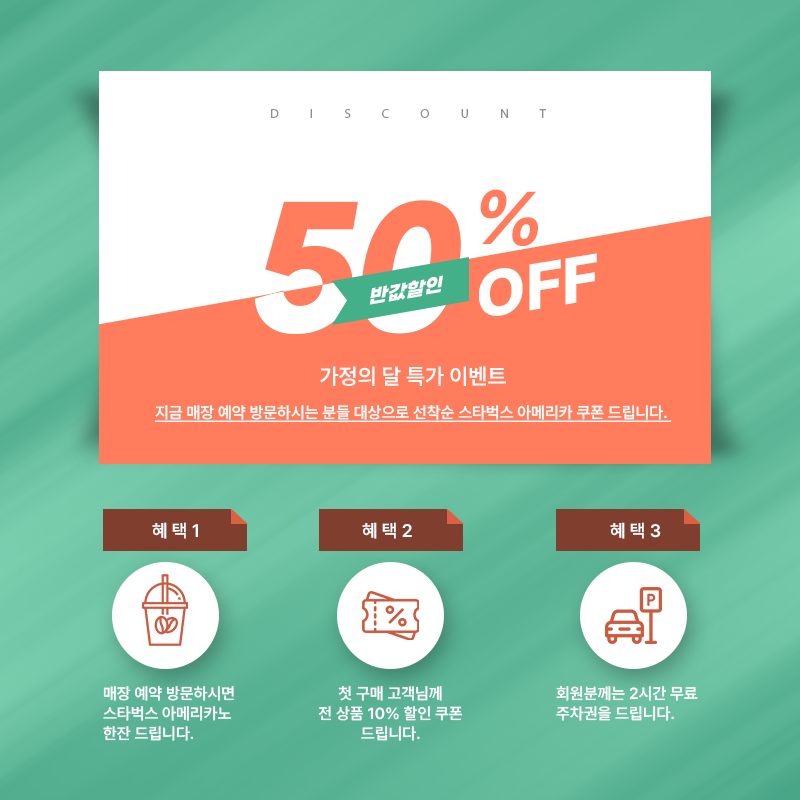 DISCOUNT
50%
OFF
반값할인
가정의 달 특가 이벤트
지금 매장 예약 방문하시는 분들 대상으로 선착순 스타벅스 아메리카 쿠폰 드립니다.
혜 택 1
혜 택 2
혜 택 3
%
P
매장 예약 방문하시면
스타벅스 아메리카노
한잔 드립니다.
첫 구매 고객님께
전 상품 10% 할인 쿠폰
드립니다.
회원분께는 2시간 무료
주차권을 드립니다.